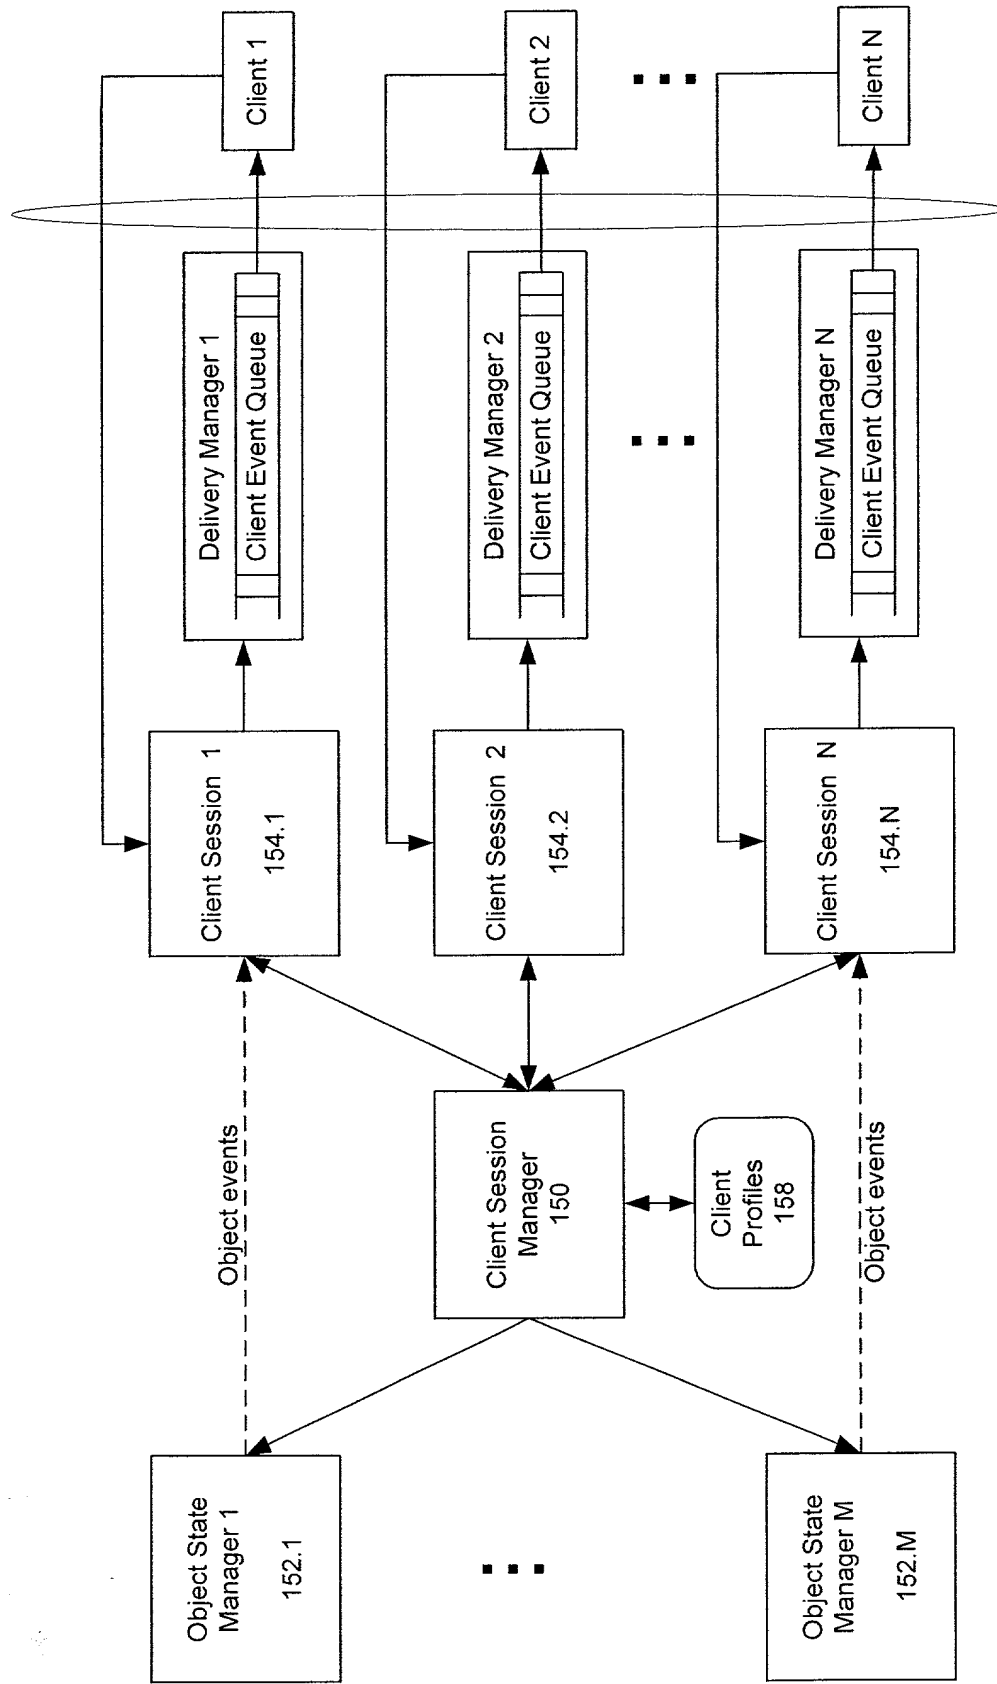 Object State
Manager 1
152.1
Object State
Manager M
152.M
Object events
Object events
Client Session
Manager
150
Client
Profiles
158
Client Session 1
154.1
Client Session 2
154.2
Client Session N
154.N
Delivery Manager 1
Client Event Queue
Delivery Manager 2
Client Event Queue
Delivery Manager N
Client Event Queue
Client 1
Client 2
Client N